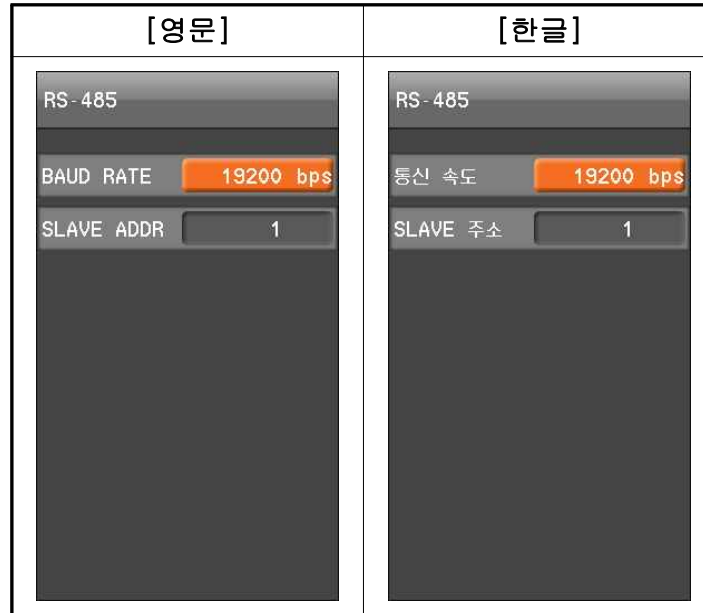 [영문] [한글]
RS-485
BAUD RATE 19200 bps
SLAVE ADDR 1
RS-485
통신 속도 19200 bps
SLAVE 주소 1